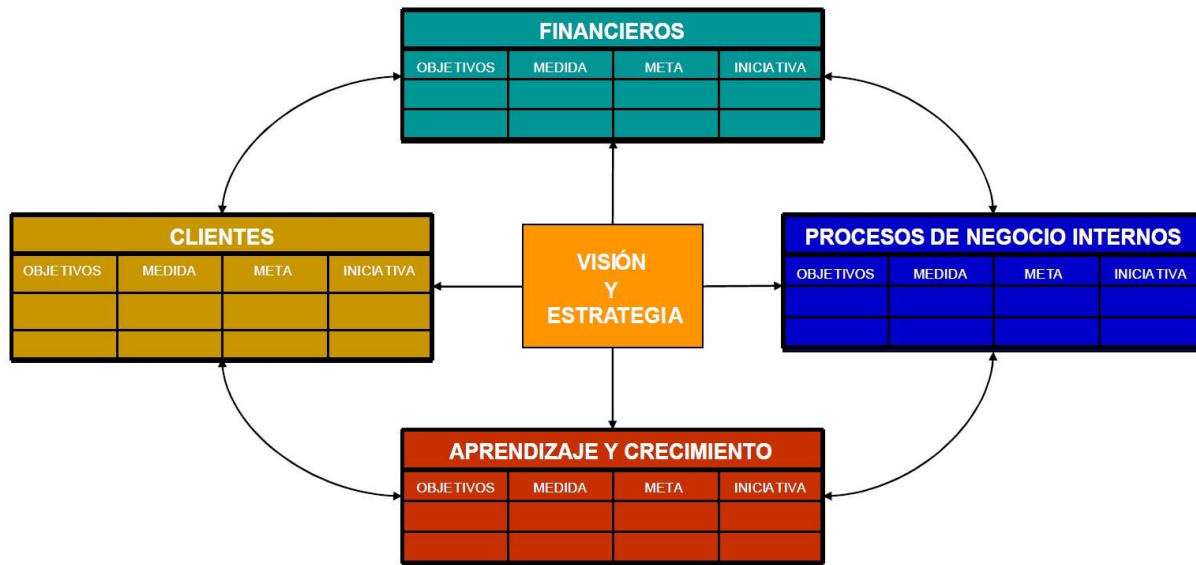 FINANCIEROS
OBJETIVOS MEDIDA META INICIATIVA
CLIENTES
OBJETIVOS MEDIDA META INICIATIVA
VISIÓN
Y
ESTRATEGIA
PROCESOS DE NEGOCIO INTERNOS
OBJETIVOS MEDIDA META INICIATIVA
APRENDIZAJE Y CRECIMIENTO
OBJETIVOS MEDIDA META INICIATIVA